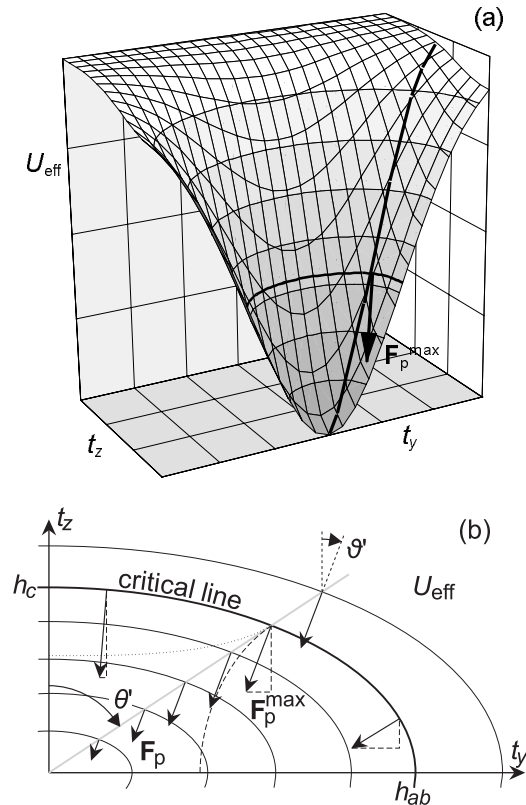 (a)
U_eff
F_p^max
t_z
t_y
t_z
(b)
ϑ'
h_c
critical line
U_eff
θ'
F_p^max
F_p
t_y
h_ab